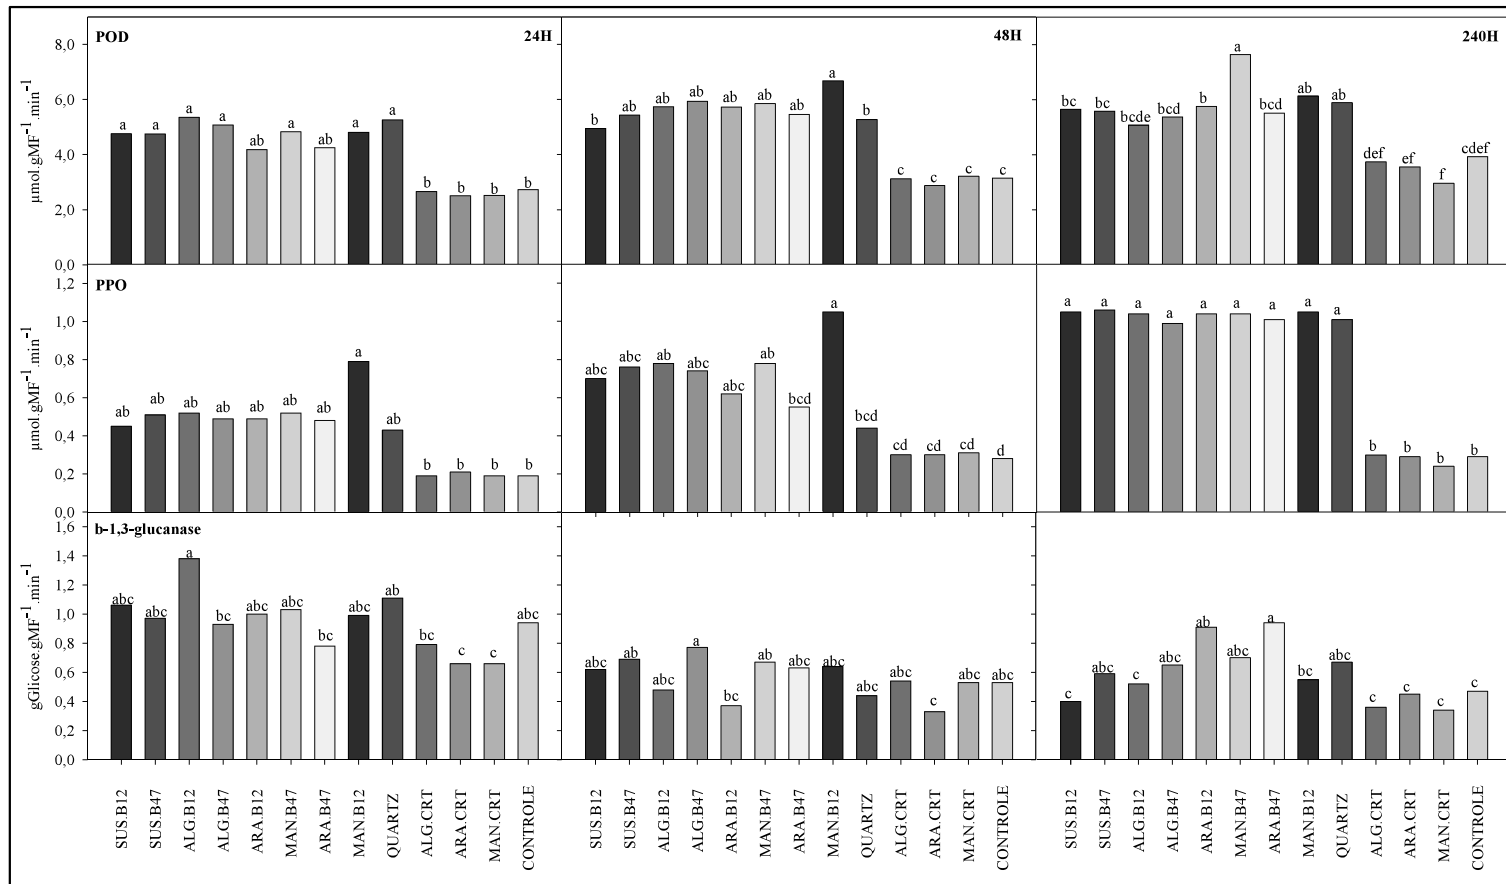 POD 24H 48H 240H
8,0
6,0
4,0
2,0
0,0
µmol.gMF⁻¹.min⁻¹
a a a a ab a ab a a b b b b
b ab ab ab ab ab ab a b c c c c
bc bc bcde bcd b a bcd ab ab def ef f cdef
PPO
1,2
1,0
0,8
0,6
0,4
0,2
0,0
µmol.gMF⁻¹.min⁻¹
ab ab ab ab ab ab ab a ab b b b b
abc abc ab ab abc ab bcd a bcd cd cd cd d
a a a a a a a a a b b b b
b-1,3-glucanase
1,6
1,4
1,2
1,0
0,8
0,6
0,4
0,2
0,0
gGlicose.gMF⁻¹.min⁻¹
abc abc a bc abc abc bc abc ab bc c c abc
abc ab abc a bc ab abc abc abc abc c abc abc
c abc c abc ab abc a bc abc c c c c
SUS.B12 SUS.B47 ALG.B12 ALG.B47 ARA.B12 MAN.B47 ARA.B47 MAN.B12 QUARTZ ALG.CRT ARA.CRT MAN.CRT CONTROLE
SUS.B12 SUS.B47 ALG.B12 ALG.B47 ARA.B12 MAN.B47 ARA.B47 MAN.B12 QUARTZ ALG.CRT ARA.CRT MAN.CRT CONTROLE
SUS.B12 SUS.B47 ALG.B12 ALG.B47 ARA.B12 MAN.B47 ARA.B47 MAN.B12 QUARTZ ALG.CRT ARA.CRT MAN.CRT CONTROLE